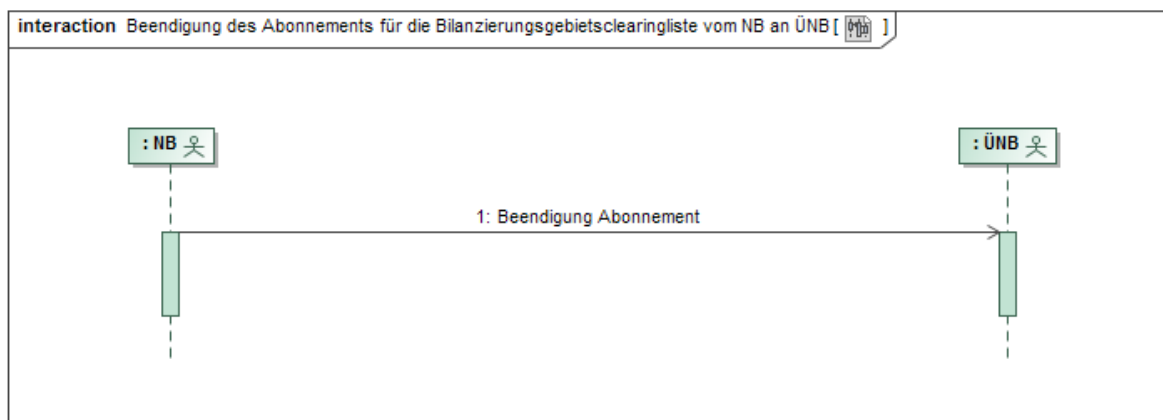 interaction Beendigung des Abonnements für die Bilanzierungsgebietsclearingliste vom NB an ÜNB [ ]
: NB
: ÜNB
1: Beendigung Abonnement